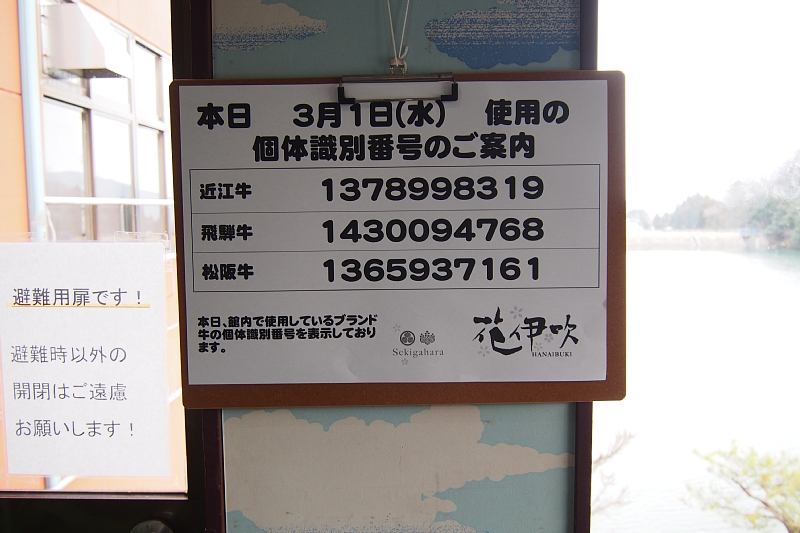 本日 3月1日(水) 使用の
個体識別番号のご案内
近江牛 1378998319
飛騨牛 1430094768
松阪牛 1365937161
本日、館内で使用しているブランド
牛の個体識別番号を表示しており
ます。
Sekigahara
花伊吹
HANAIBUKI
避難用扉です！
避難時以外の
開閉はご遠慮
お願いします！